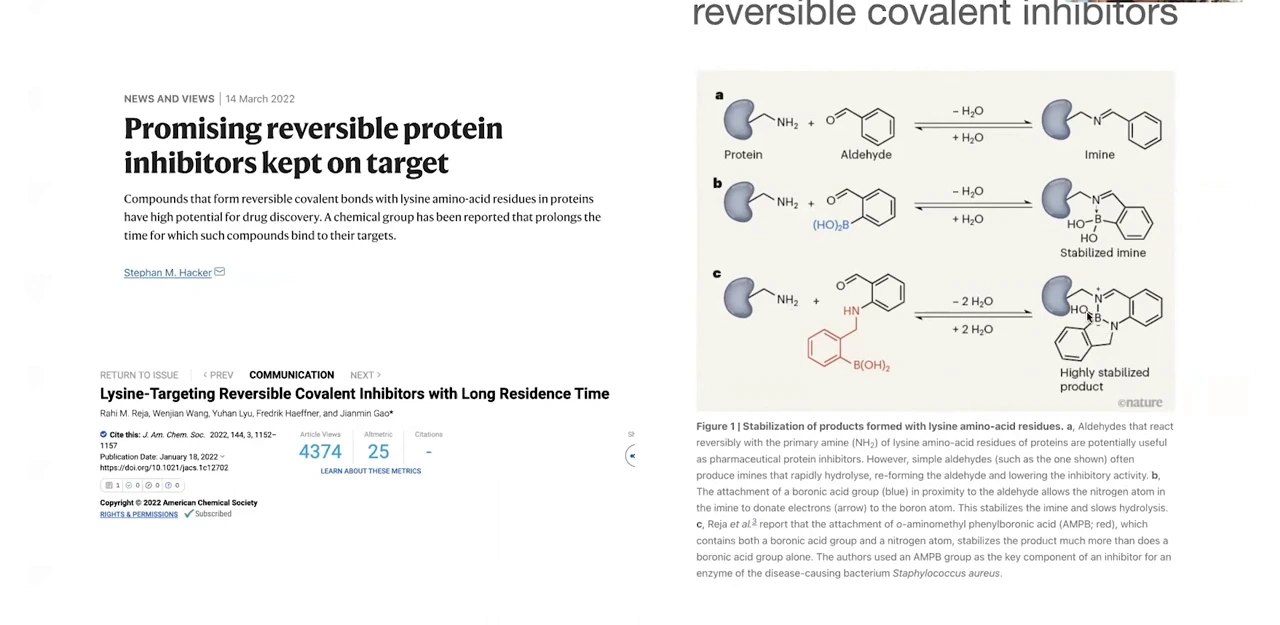 reversible covalent inhibitors
NEWS AND VIEWS | 14 March 2022
Promising reversible protein
inhibitors kept on target
Compounds that form reversible covalent bonds with lysine amino-acid residues in proteins
have high potential for drug discovery. A chemical group has been reported that prolongs the
time for which such compounds bind to their targets.
Stephan M. Hacker
RETURN TO ISSUE < PREV COMMUNICATION NEXT >
Lysine-Targeting Reversible Covalent Inhibitors with Long Residence Time
Rahi M. Reja, Wenjian Wang, Yuhan Lyu, Fredrik Haeffner, and Jianmin Gao*
Cite this: J. Am. Chem. Soc. 2022, 144, 3, 1152–
1157
Publication Date: January 18, 2022
https://doi.org/10.1021/jacs.1c12702
1 0 0 0
Copyright © 2022 American Chemical Society
RIGHTS & PERMISSIONS Subscribed
Article Views Altmetric Citations
4374 25 -
LEARN ABOUT THESE METRICS
a
NH₂ + O − H₂O + H₂O N
Protein Aldehyde Imine
b
NH₂ + O (HO)₂B − H₂O + H₂O N HO B HO
Stabilized imine
c
NH₂ + O HN B(OH)₂ − 2 H₂O + 2 H₂O N + HO B − N
Highly stabilized
product
©nature
Figure 1 | Stabilization of products formed with lysine amino-acid residues. a, Aldehydes that react
reversibly with the primary amine (NH₂) of lysine amino-acid residues of proteins are potentially useful
as pharmaceutical protein inhibitors. However, simple aldehydes (such as the one shown) often
produce imines that rapidly hydrolyse, re-forming the aldehyde and lowering the inhibitory activity. b,
The attachment of a boronic acid group (blue) in proximity to the aldehyde allows the nitrogen atom in
the imine to donate electrons (arrow) to the boron atom. This stabilizes the imine and slows hydrolysis.
c, Reja et al.³ report that the attachment of o-aminomethyl phenylboronic acid (AMPB; red), which
contains both a boronic acid group and a nitrogen atom, stabilizes the product much more than does a
boronic acid group alone. The authors used an AMPB group as the key component of an inhibitor for an
enzyme of the disease-causing bacterium Staphylococcus aureus.